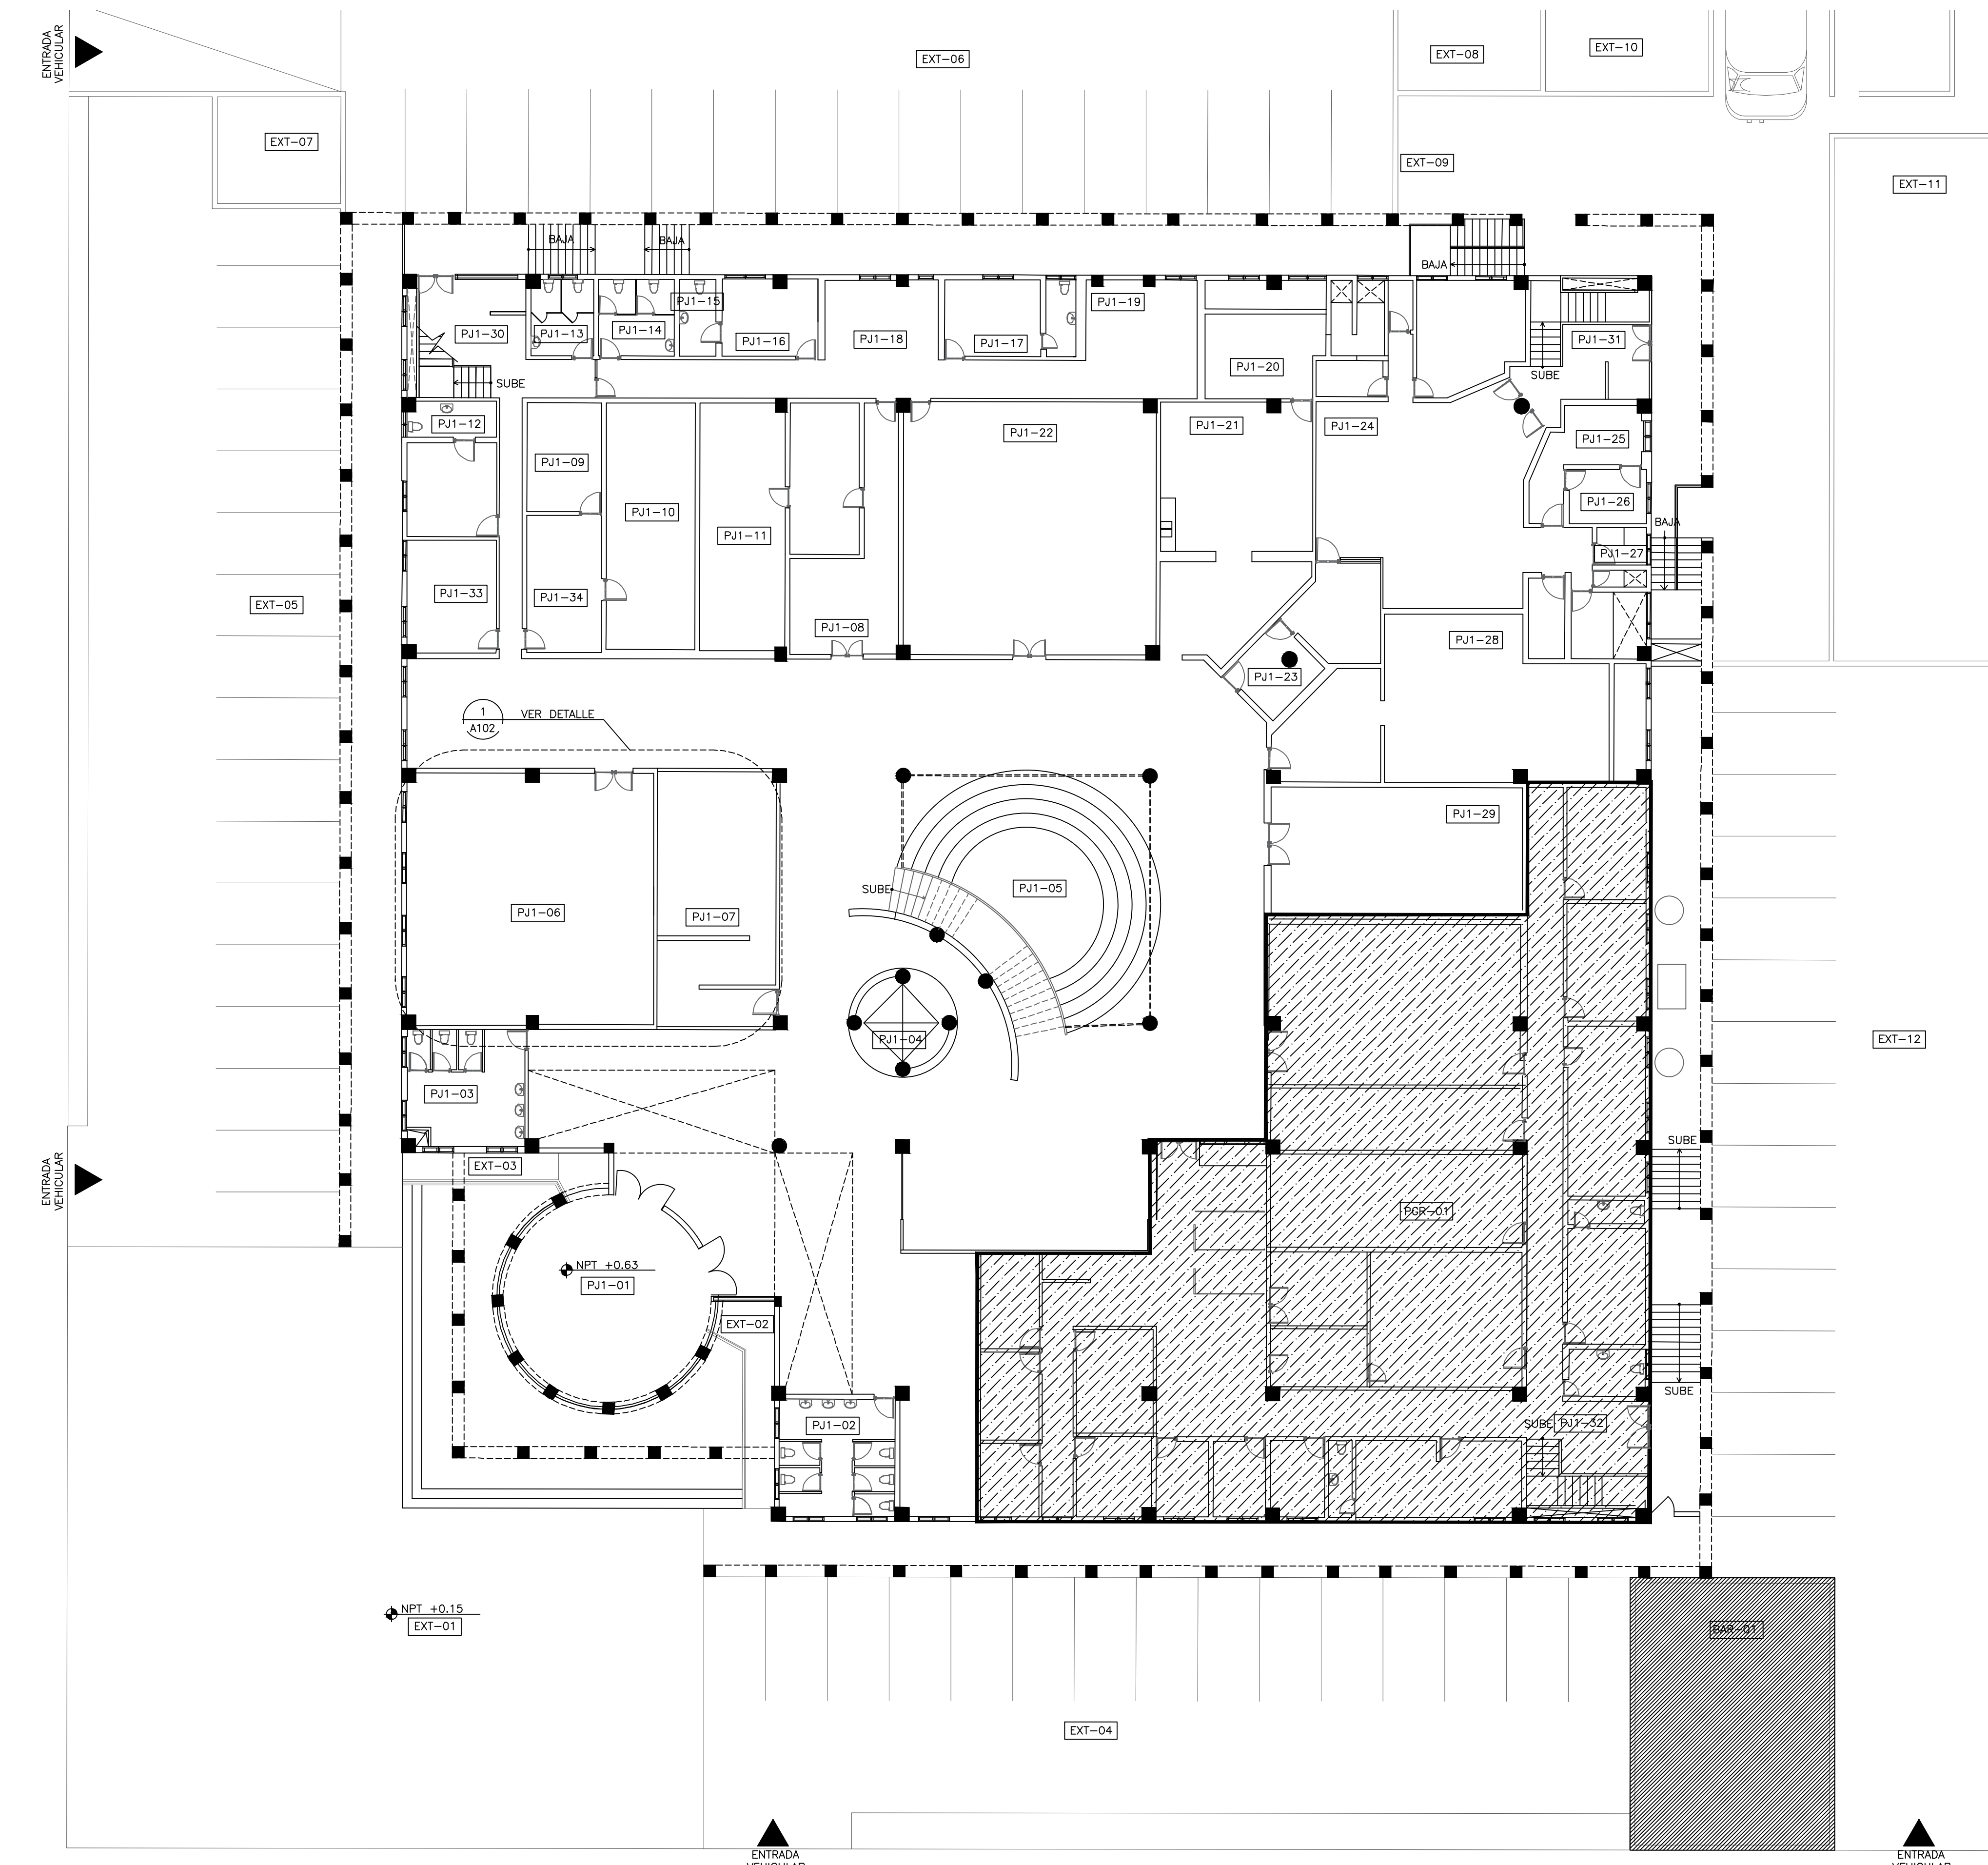 ENTRADA
VEHICULAR
EXT-06
EXT-08
EXT-10
EXT-07
EXT-09
EXT-11
BAJA
BAJA
BAJA
PJ1-30
PJ1-13
PJ1-14
PJ1-15
PJ1-16
PJ1-18
PJ1-17
PJ1-19
PJ1-20
PJ1-31
SUBE
SUBE
PJ1-12
PJ1-09
PJ1-10
PJ1-11
PJ1-22
PJ1-21
PJ1-24
PJ1-25
PJ1-26
BAJA
PJ1-27
EXT-05
PJ1-33
PJ1-34
PJ1-08
PJ1-28
PJ1-23
1
A102
VER DETALLE
PJ1-29
SUBE
PJ1-05
PJ1-06
PJ1-07
PJ1-04
EXT-12
PJ1-03
ENTRADA
VEHICULAR
EXT-03
SUBE
PGR-01
NPT +0.63
PJ1-01
EXT-02
SUBE
PJ1-02
SUBE
PJ1-32
NPT +0.15
EXT-01
BAR-01
EXT-04
ENTRADA
VEHICULAR
ENTRADA
VEHICULAR